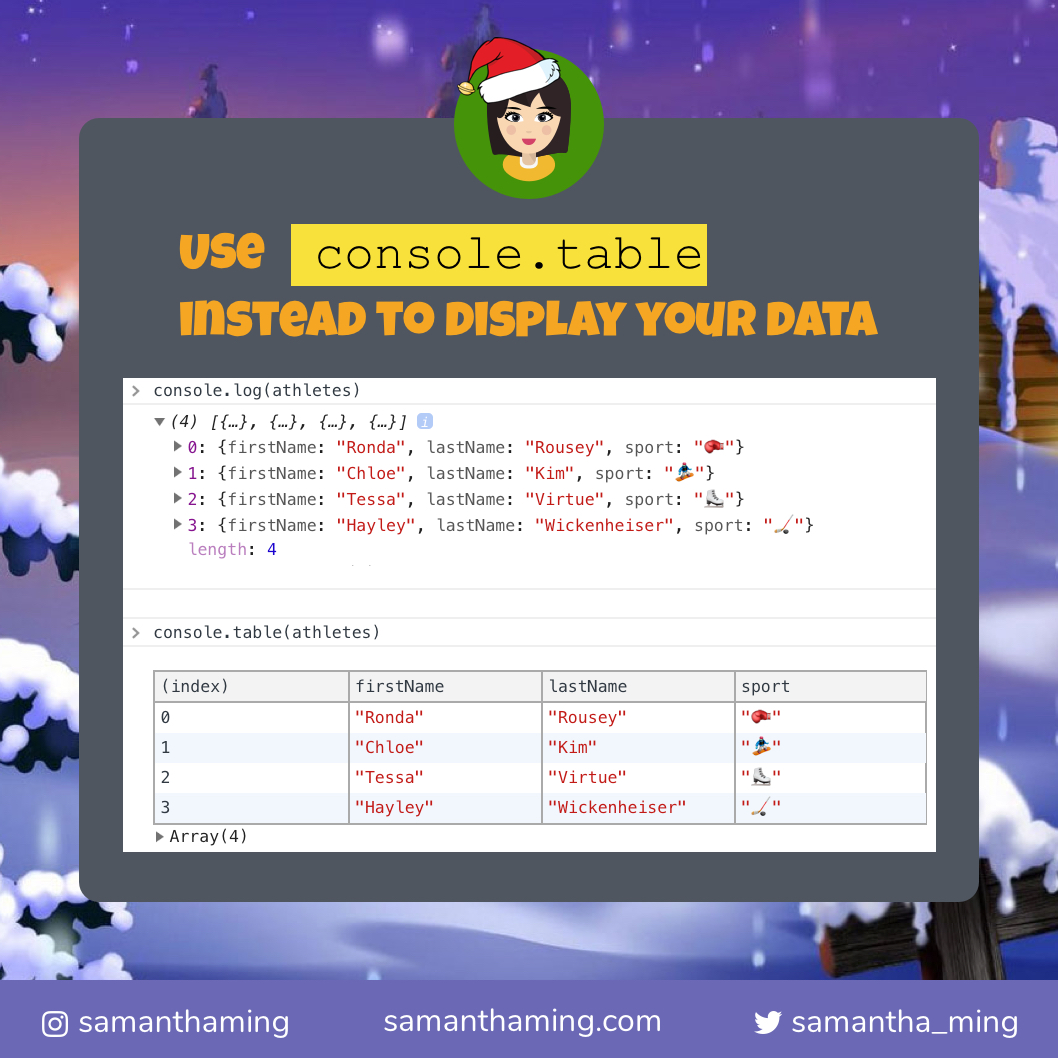 use console.table
instead to display your data
> console.log(athletes)
▼ (4) [{…}, {…}, {…}, {…}] i
▶ 0: {firstName: "Ronda", lastName: "Rousey", sport: "🥊"}
▶ 1: {firstName: "Chloe", lastName: "Kim", sport: "🏂"}
▶ 2: {firstName: "Tessa", lastName: "Virtue", sport: "⛸"}
▶ 3: {firstName: "Hayley", lastName: "Wickenheiser", sport: "🏒"}
length: 4
> console.table(athletes)
(index) firstName lastName sport
0 "Ronda" "Rousey" "🥊"
1 "Chloe" "Kim" "🏂"
2 "Tessa" "Virtue" "⛸"
3 "Hayley" "Wickenheiser" "🏒"
▶ Array(4)
samanthaming samanthaming.com samantha_ming